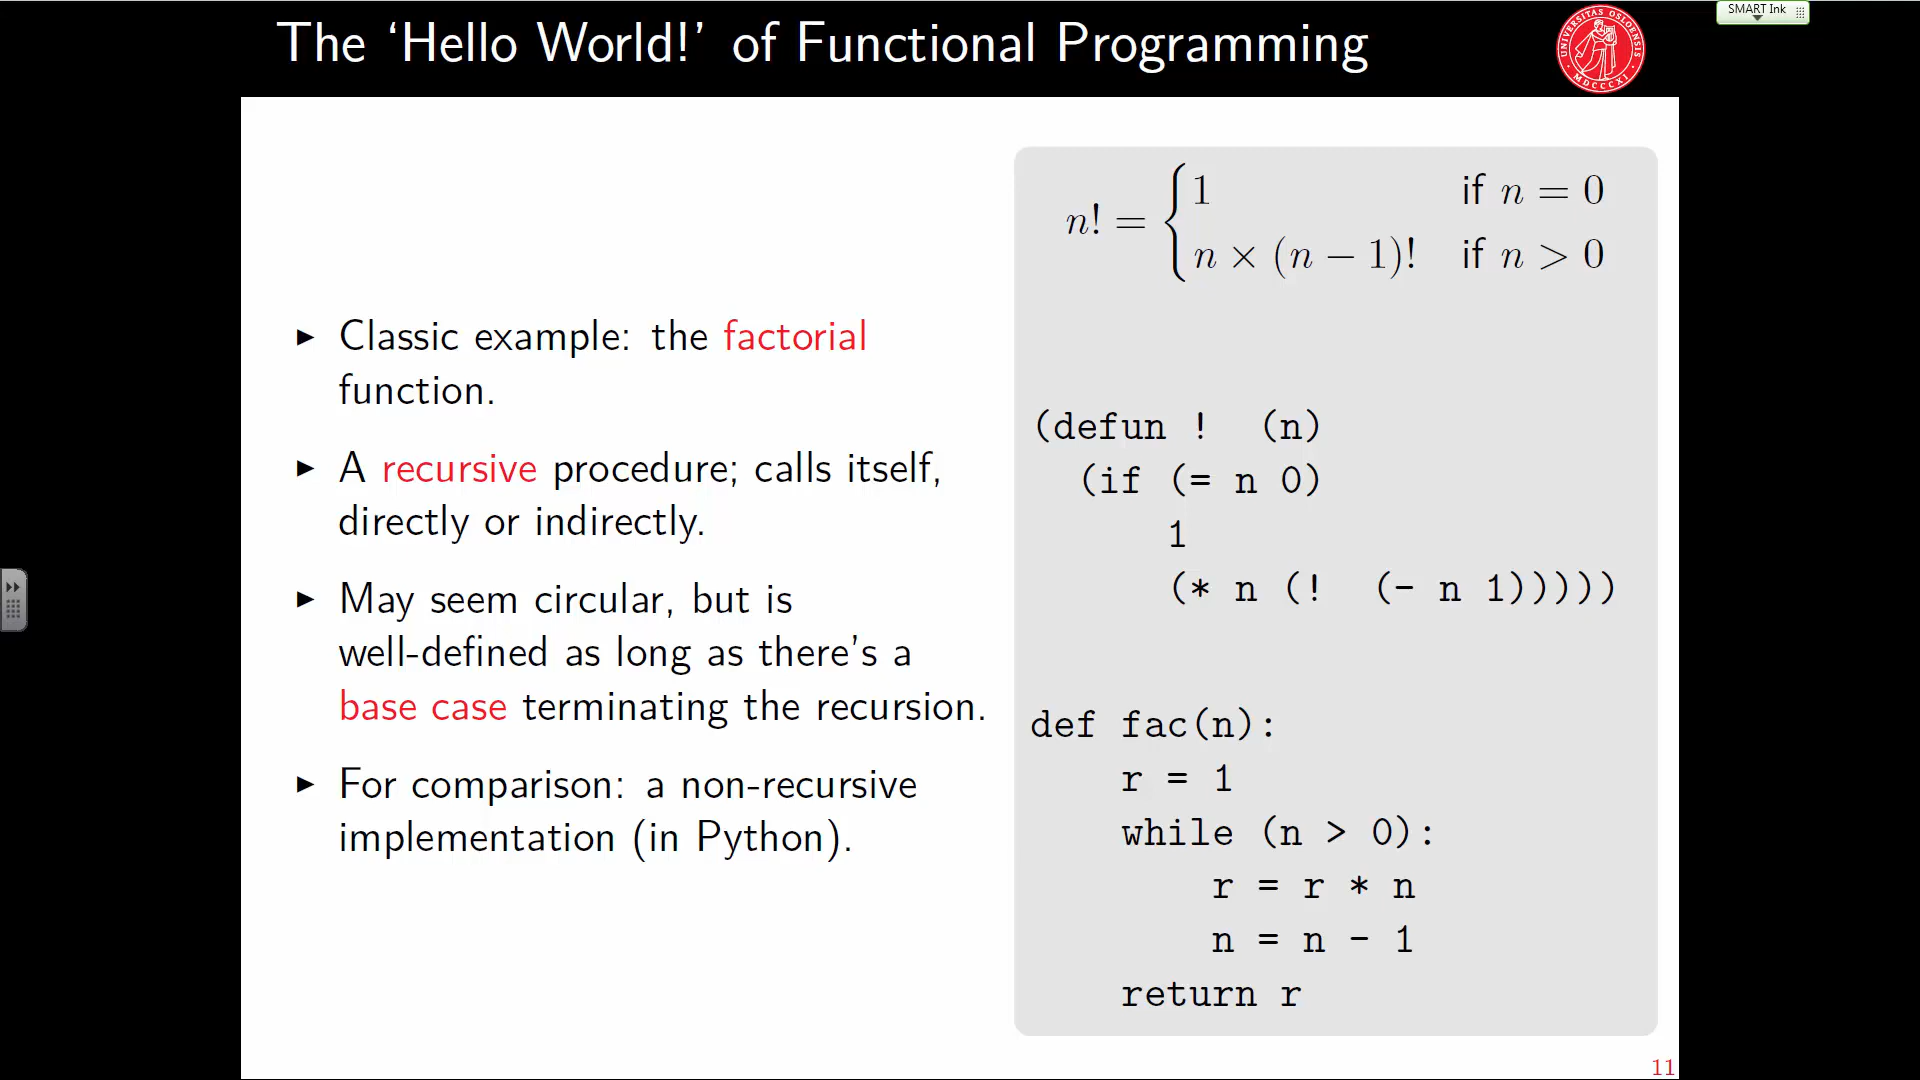 The ‘Hello World!’ of Functional Programming
UNIVERSITAS OSLOENSIS
MDCCCXI
SMART Ink
▶ Classic example: the factorial
function.
▶ A recursive procedure; calls itself,
directly or indirectly.
▶ May seem circular, but is
well-defined as long as there’s a
base case terminating the recursion.
▶ For comparison: a non-recursive
implementation (in Python).
n! = { 1 if n = 0
n × (n − 1)! if n > 0
(defun !  (n)
  (if (= n 0)
      1
      (* n (!  (- n 1)))))
def fac(n):
    r = 1
    while (n > 0):
        r = r * n
        n = n - 1
    return r
11